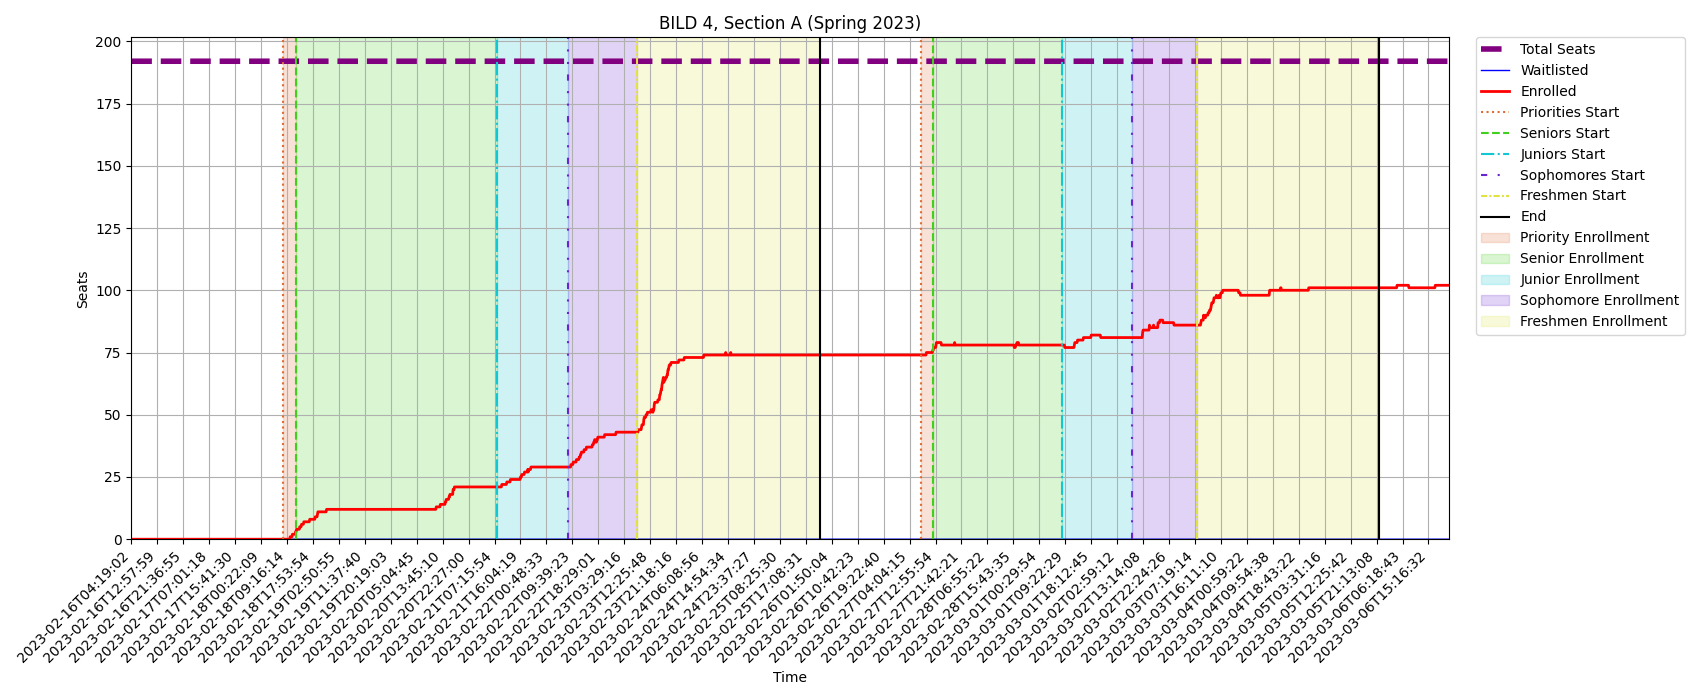 BILD 4, Section A (Spring 2023)
Seats
200
175
150
125
100
75
50
25
0
2023-02-16T04:19:02
2023-02-16T12:57:59
2023-02-16T21:36:55
2023-02-17T07:01:18
2023-02-17T15:41:30
2023-02-18T00:22:09
2023-02-18T09:16:14
2023-02-18T17:53:54
2023-02-19T02:50:55
2023-02-19T11:37:40
2023-02-19T20:19:03
2023-02-20T05:04:45
2023-02-20T13:45:10
2023-02-20T22:27:00
2023-02-21T07:15:54
2023-02-21T16:04:19
2023-02-22T00:48:33
2023-02-22T09:39:23
2023-02-22T18:29:01
2023-02-23T03:29:16
2023-02-23T12:25:48
2023-02-23T21:18:16
2023-02-24T06:08:56
2023-02-24T14:54:34
2023-02-24T23:37:27
2023-02-25T08:25:30
2023-02-25T17:08:31
2023-02-26T01:50:04
2023-02-26T10:42:23
2023-02-26T19:22:40
2023-02-27T04:04:15
2023-02-27T12:55:54
2023-02-27T21:42:21
2023-02-28T06:55:22
2023-02-28T15:43:35
2023-03-01T00:29:54
2023-03-01T09:22:29
2023-03-01T18:12:45
2023-03-02T02:59:12
2023-03-02T13:14:08
2023-03-02T22:24:26
2023-03-03T07:19:14
2023-03-03T16:11:10
2023-03-04T00:59:22
2023-03-04T09:54:38
2023-03-04T18:43:22
2023-03-05T03:31:16
2023-03-05T12:25:42
2023-03-05T21:13:08
2023-03-06T06:18:43
2023-03-06T15:16:32
Time
Total Seats
Waitlisted
Enrolled
Priorities Start
Seniors Start
Juniors Start
Sophomores Start
Freshmen Start
End
Priority Enrollment
Senior Enrollment
Junior Enrollment
Sophomore Enrollment
Freshmen Enrollment